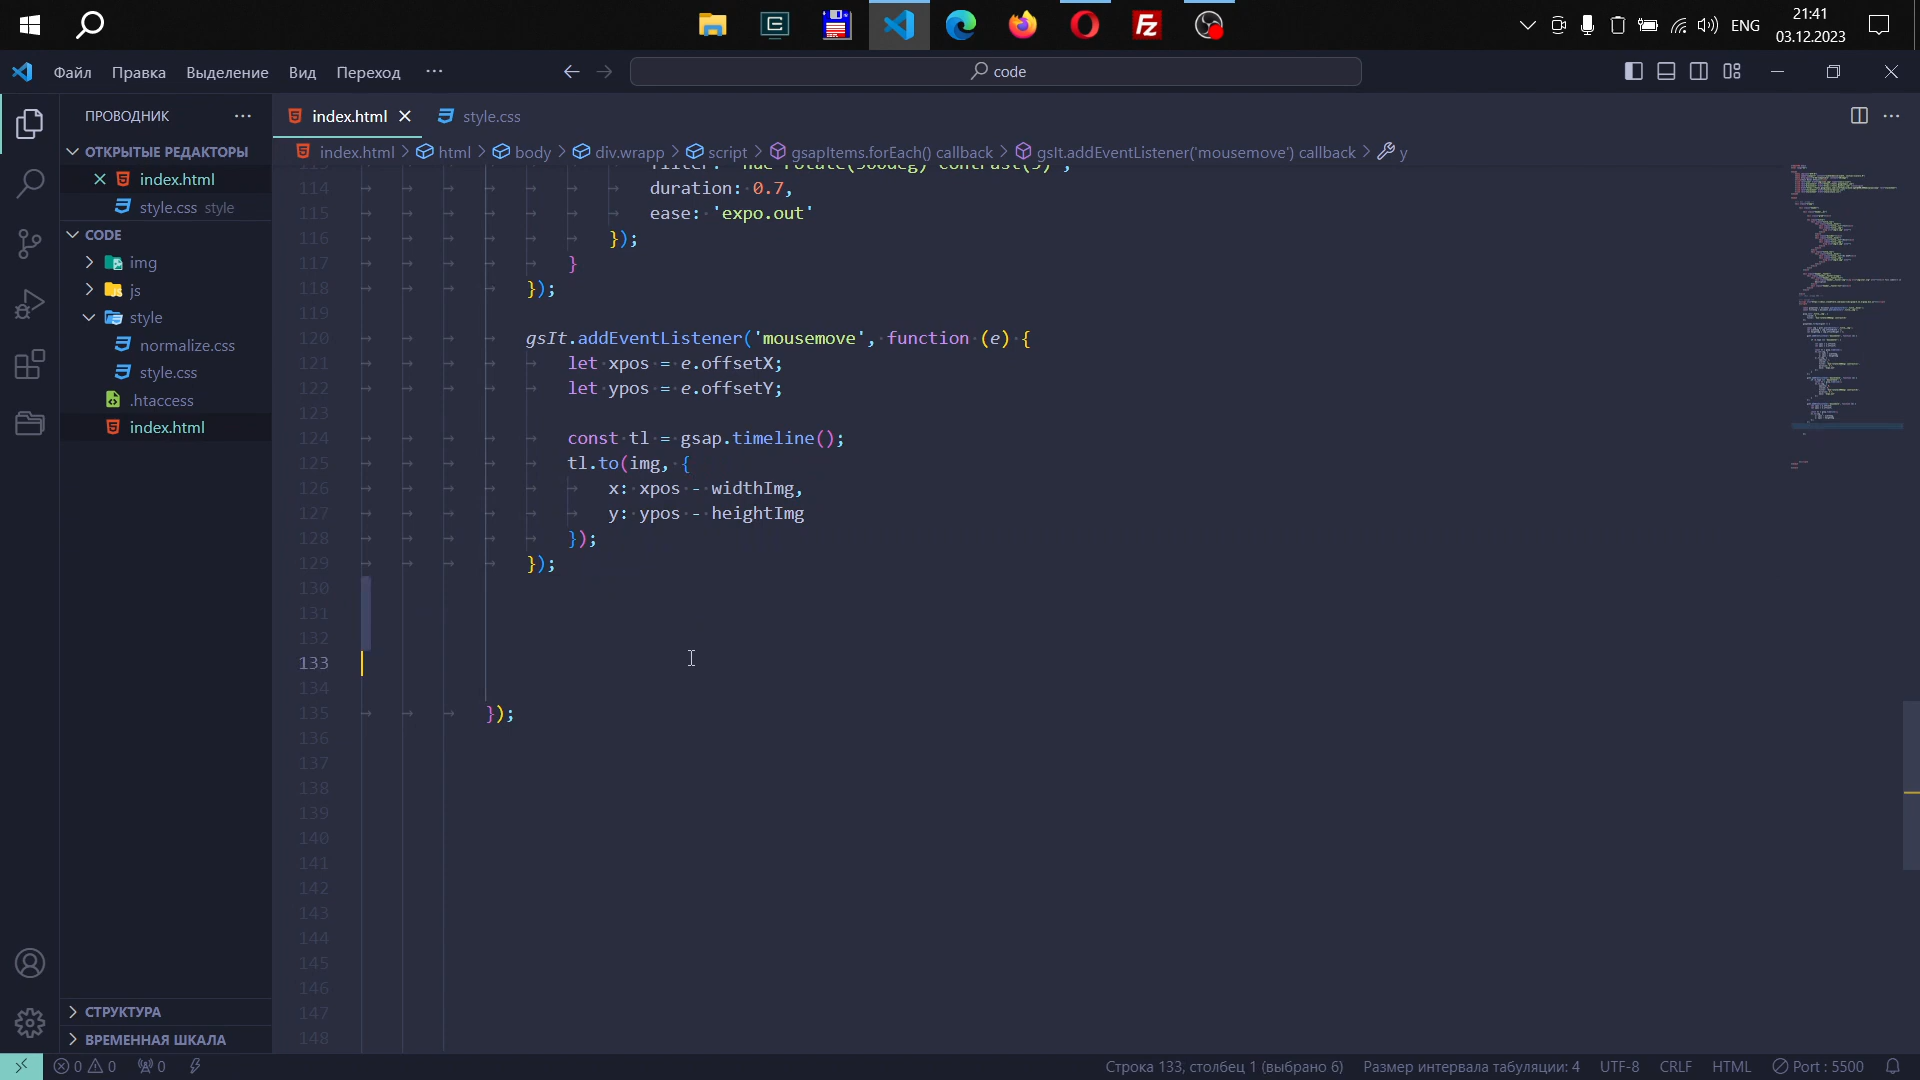 ENG
21:41
03.12.2023
Файл Правка Выделение Вид Переход ···
code
ПРОВОДНИК ···
index.html
style.css
ОТКРЫТЫЕ РЕДАКТОРЫ
index.html > html > body > div.wrapp > script > gsapItems.forEach() callback > gsIt.addEventListener('mousemove') callback > y
index.html
style.css style
CODE
img
js
style
normalize.css
style.css
.htaccess
index.html
114 duration: 0.7,
115 ease: 'expo.out'
116 });
117 }
118 });
119
120 gsIt.addEventListener('mousemove', function (e) {
121 let xpos = e.offsetX;
122 let ypos = e.offsetY;
123
124 const tl = gsap.timeline();
125 tl.to(img, {
126 x: xpos - widthImg,
127 y: ypos - heightImg
128 });
129 });
130
131
132
133
134
135 });
136
137
138
139
140
141
142
143
144
145
146
147
148
СТРУКТУРА
ВРЕМЕННАЯ ШКАЛА
0 0 0
Строка 133, столбец 1 (выбрано 6) Размер интервала табуляции: 4 UTF-8 CRLF HTML Port : 5500